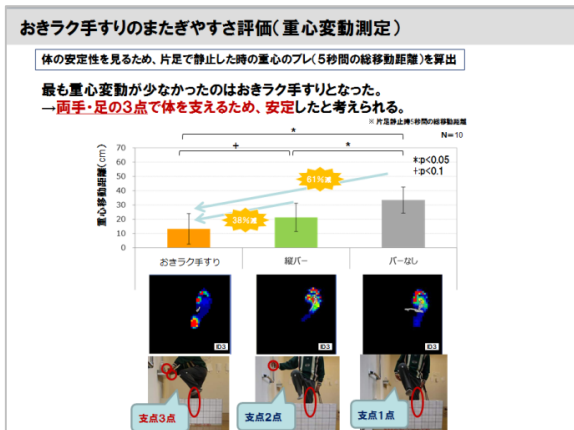 おきラク手すりのまたぎやすさ評価(重心変動測定)
体の安定性を見るため、片足で静止した時の重心のブレ(5秒間の総移動距離)を算出
最も重心変動が少なかったのはおきラク手すりとなった。
→両手・足の3点で体を支えるため、安定したと考えられる。
※ 片足静止時5秒間の総移動距離
N=10
*
+
*
*:p<0.05
+:p<0.1
重心移動距離(cm)
70
60
50
40
30
20
10
0
61%減
38%減
おきラク手すり
縦バー
バーなし
ID3
ID3
ID3
支点3点
支点2点
支点1点